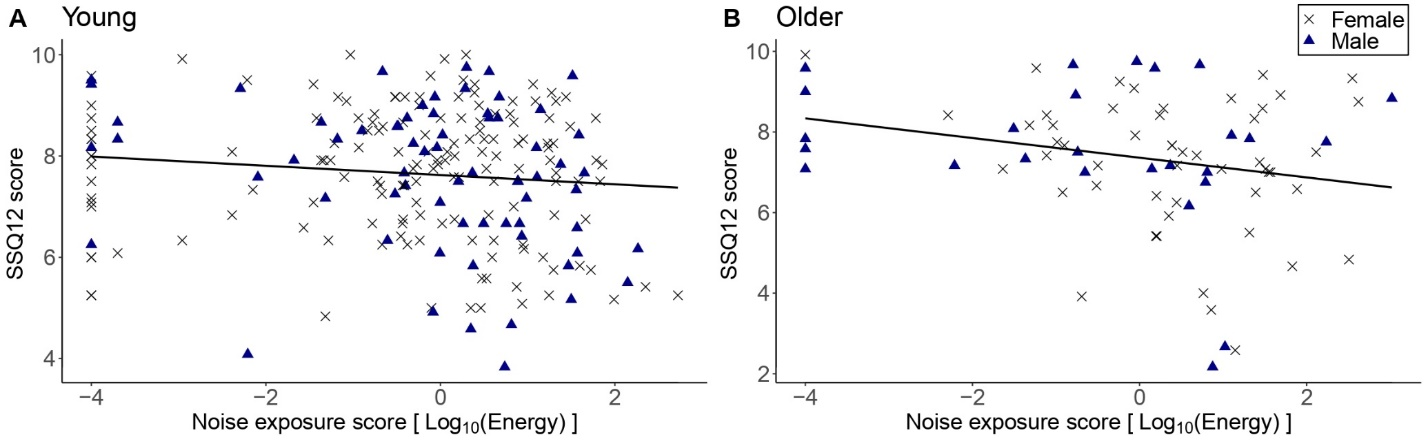 A Young
10
8
6
4
−4 −2 0 2
SSQ12 score
Noise exposure score [ Log₁₀(Energy) ]
B Older
10
8
6
4
2
−4 −2 0 2
SSQ12 score
Noise exposure score [ Log₁₀(Energy) ]
Female
Male